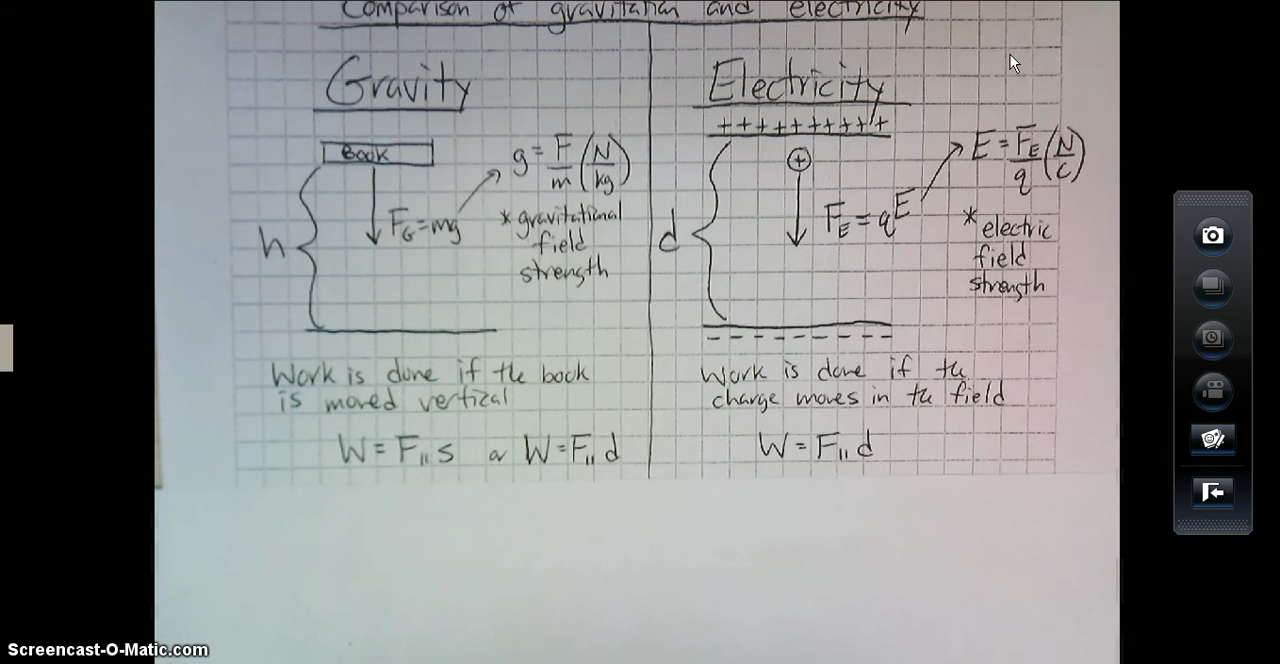 Comparison of gravitation and electricity
Gravity
Book
h
F_G = mg
g = F/m (N/kg)
* gravitational
field
strength
Work is done if the book
is moved vertical
W = F_∥ s or W = F_∥ d
Electricity
+ + + + + + + + + +
+
d
F_E = qE
E = F_E/q (N/C)
* electric
field
strength
- - - - - - - - -
Work is done if the
charge moves in the field
W = F_∥ d
Screencast-O-Matic.com